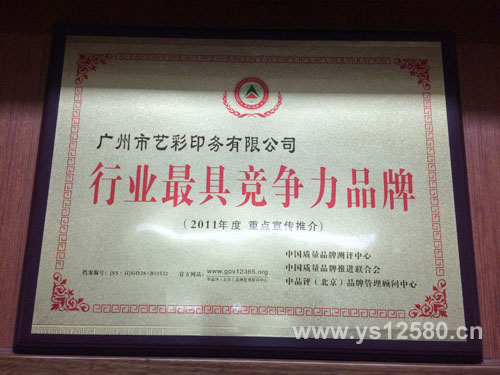 广州市艺彩印务有限公司
行业最具竞争力品牌
(2011年度 重点宣传推介)
中国质量品牌测评中心
中国质量品牌推进联合会
中品评（北京）品牌管理顾问中心
官方网站:
www.gov12365.org
www.ys12580.cn